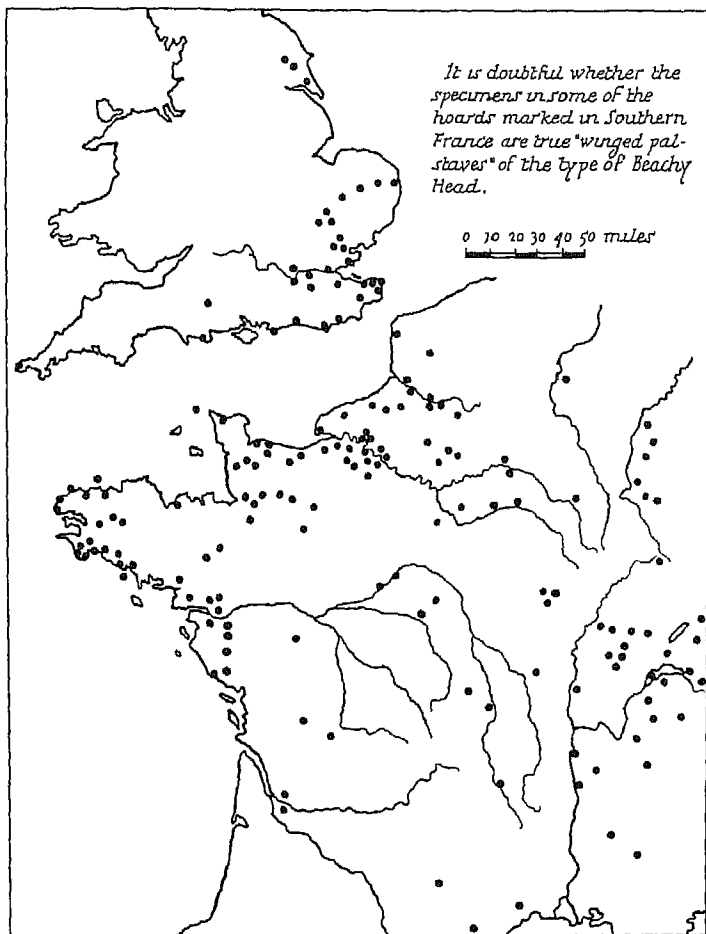 It is doubtful whether the
specimens in some of the
hoards marked in Southern
France are true "winged pal-
staves" of the type of Beachy
Head.
0 10 20 30 40 50 miles